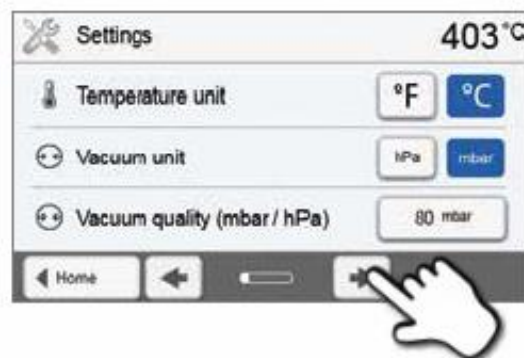 Settings 403°C
Temperature unit °F °C
Vacuum unit hPa mbar
Vacuum quality (mbar / hPa) 80 mbar
Home